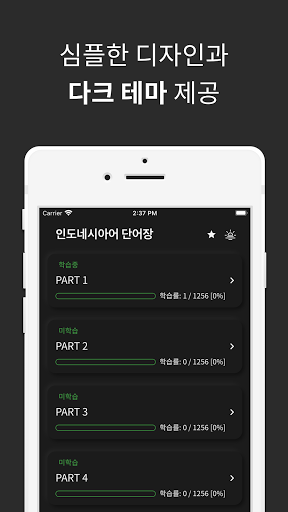 심플한 디자인과
다크 테마 제공
Carrier 2:37 PM 100%
인도네시아어 단어장
학습중
PART 1
학습률: 1 / 1256 [0%]
미학습
PART 2
학습률: 0 / 1256 [0%]
미학습
PART 3
학습률: 0 / 1256 [0%]
미학습
PART 4
학습률: 0 / 1256 [0%]